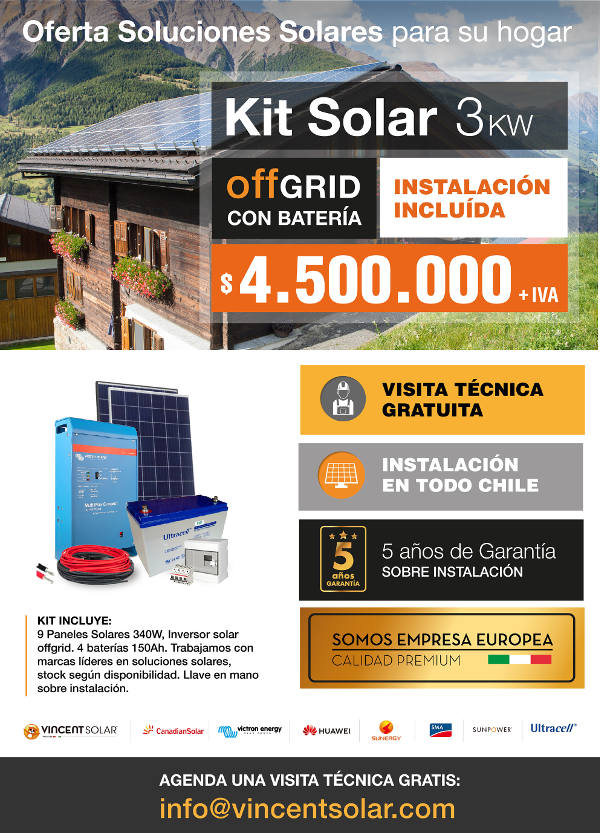 Oferta Soluciones Solares para su hogar
Kit Solar 3KW
offGRID
CON BATERÍA
INSTALACIÓN
INCLUÍDA
$ 4.500.000 + IVA
VISITA TÉCNICA
GRATUITA
INSTALACIÓN
EN TODO CHILE
5
años
GARANTÍA
5 años de Garantía
SOBRE INSTALACIÓN
SOMOS EMPRESA EUROPEA
CALIDAD PREMIUM
Ultracell
KIT INCLUYE:
9 Paneles Solares 340W, Inversor solar
offgrid. 4 baterías 150Ah. Trabajamos con
marcas líderes en soluciones solares,
stock según disponibilidad. Llave en mano
sobre instalación.
VINCENTSOLAR
CanadianSolar
victron energy
HUAWEI
SUNERGY
SMA
SUNPOWER
Ultracell
AGENDA UNA VISITA TÉCNICA GRATIS:
info@vincentsolar.com